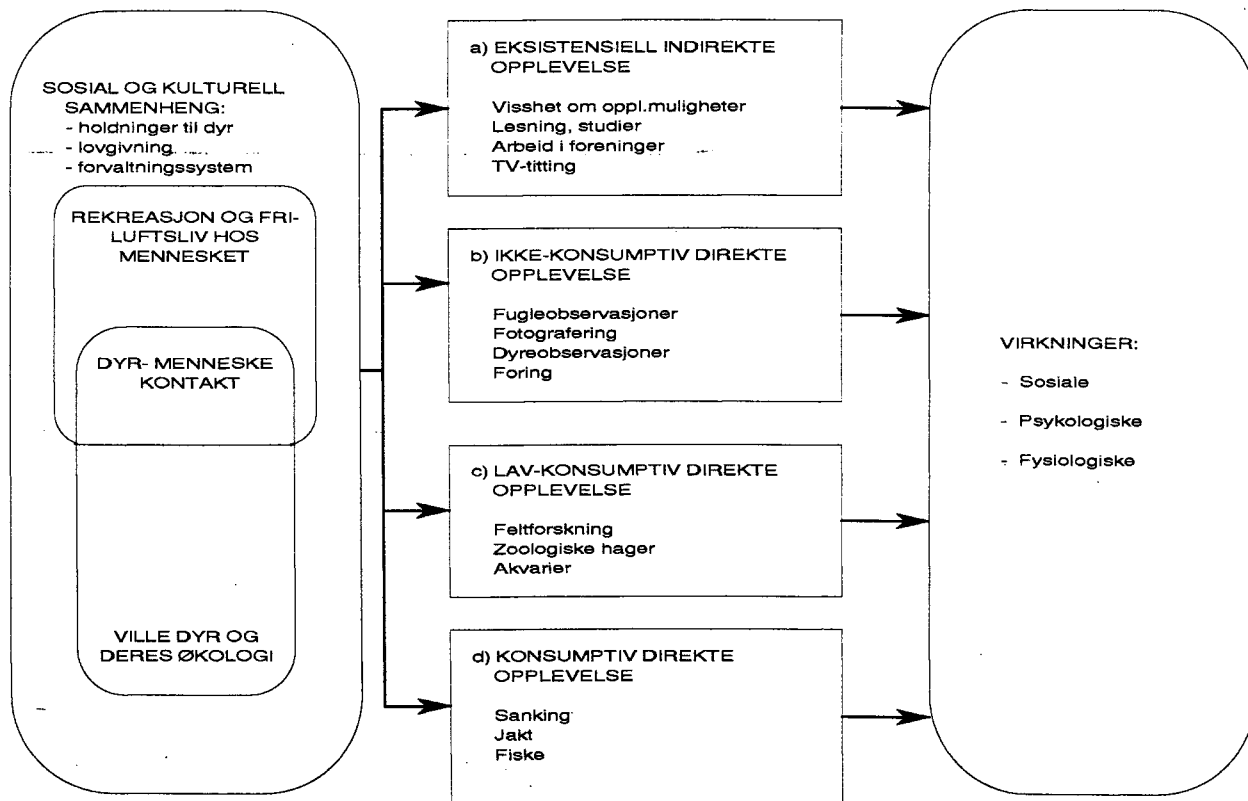 SOSIAL OG KULTURELL
SAMMENHENG:
- holdninger til dyr
- lovgivning
- forvaltningssystem
REKREASJON OG FRI-
LUFTSLIV HOS
MENNESKET
DYR- MENNESKE
KONTAKT
VILLE DYR OG
DERES ØKOLOGI
a) EKSISTENSIELL INDIREKTE
OPPLEVELSE
Visshet om oppl.muligheter
Lesning, studier
Arbeid i foreninger
TV-titting
b) IKKE-KONSUMPTIV DIREKTE
OPPLEVELSE
Fugleobservasjoner
Fotografering
Dyreobservasjoner
Foring
c) LAV-KONSUMPTIV DIREKTE
OPPLEVELSE
Feltforskning
Zoologiske hager
Akvarier
d) KONSUMPTIV DIREKTE
OPPLEVELSE
Sanking
Jakt
Fiske
VIRKNINGER:
- Sosiale
- Psykologiske
- Fysiologiske